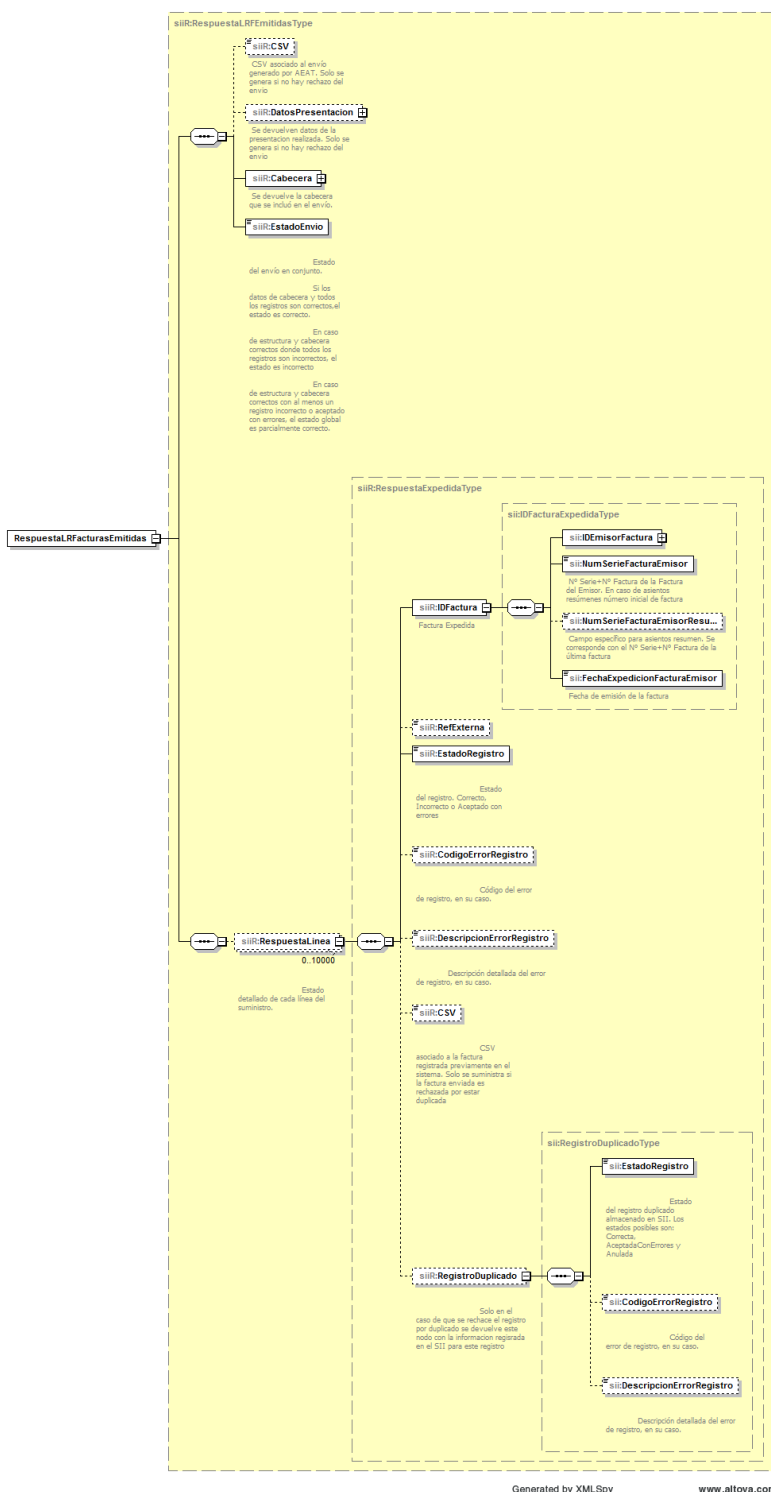 siiR:RespuestaLRFEmitidasType
siiR:CSV
CSV asociado al envío
generado por AEAT. Solo se
genera si no hay rechazo del
envio
siiR:DatosPresentacion
Se devuelven datos de la
presentacion realizada. Solo se
genera si no hay rechazo del
envio
siiR:Cabecera
Se devuelve la cabecera
que se incluó en el envío.
siiR:EstadoEnvio
Estado
del envío en conjunto.
Si los
datos de cabecera y todos
los registros son correctos,el
estado es correcto.
En caso
de estructura y cabecera
correctos donde todos los
registros son incorrectos, el
estado es incorrecto
En caso
de estructura y cabecera
correctos con al menos un
registro incorrecto o aceptado
con errores, el estado global
es parcialmente correcto.
RespuestaLRFacturasEmitidas
siiR:RespuestaExpedidaType
sii:IDFacturaExpedidaType
sii:IDEmisorFactura
sii:NumSerieFacturaEmisor
Nº Serie+Nº Factura de la Factura
del Emisor. En caso de asientos
resúmenes número inicial de factura
siiR:IDFactura
Factura Expedida
sii:NumSerieFacturaEmisorResu...
Campo específico para asientos resumen. Se
corresponde con el Nº Serie+Nº Factura de la
última factura
sii:FechaExpedicionFacturaEmisor
Fecha de emisión de la factura
siiR:RefExterna
siiR:EstadoRegistro
Estado
del registro. Correcto,
Incorrecto o Aceptado con
errores
siiR:CodigoErrorRegistro
Código del error
de registro, en su caso.
siiR:RespuestaLinea
0..10000
Estado
detallado de cada línea del
suministro.
siiR:DescripcionErrorRegistro
Descripción detallada del error
de registro, en su caso.
siiR:CSV
CSV
asociado a la factura
registrada previamente en el
sistema. Solo se suministra si
la factura enviada es
rechazada por estar
duplicada
sii:RegistroDuplicadoType
sii:EstadoRegistro
Estado
del registro duplicado
almacenado en SII. Los
estados posibles son:
Correcta,
AceptadaConErrores y
Anulada
siiR:RegistroDuplicado
Solo en el
caso de que se rechace el registro
por duplicado se devuelve este
nodo con la informacion regisrada
en el SII para este registro
sii:CodigoErrorRegistro
Código del
error de registro, en su caso.
sii:DescripcionErrorRegistro
Descripción detallada del error
de registro, en su caso.
Generated by XMLSpy
www.altova.com